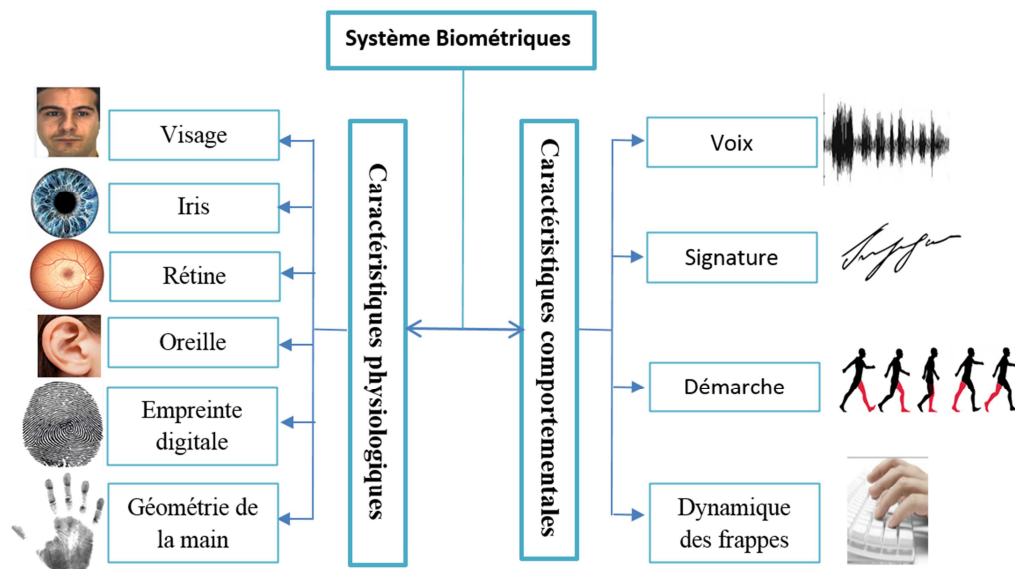 Système Biométriques
Visage
Iris
Rétine
Oreille
Empreinte
digitale
Géométrie de
la main
Caractéristiques physiologiques
Caractéristiques comportementales
Voix
Signature
Démarche
Dynamique
des frappes